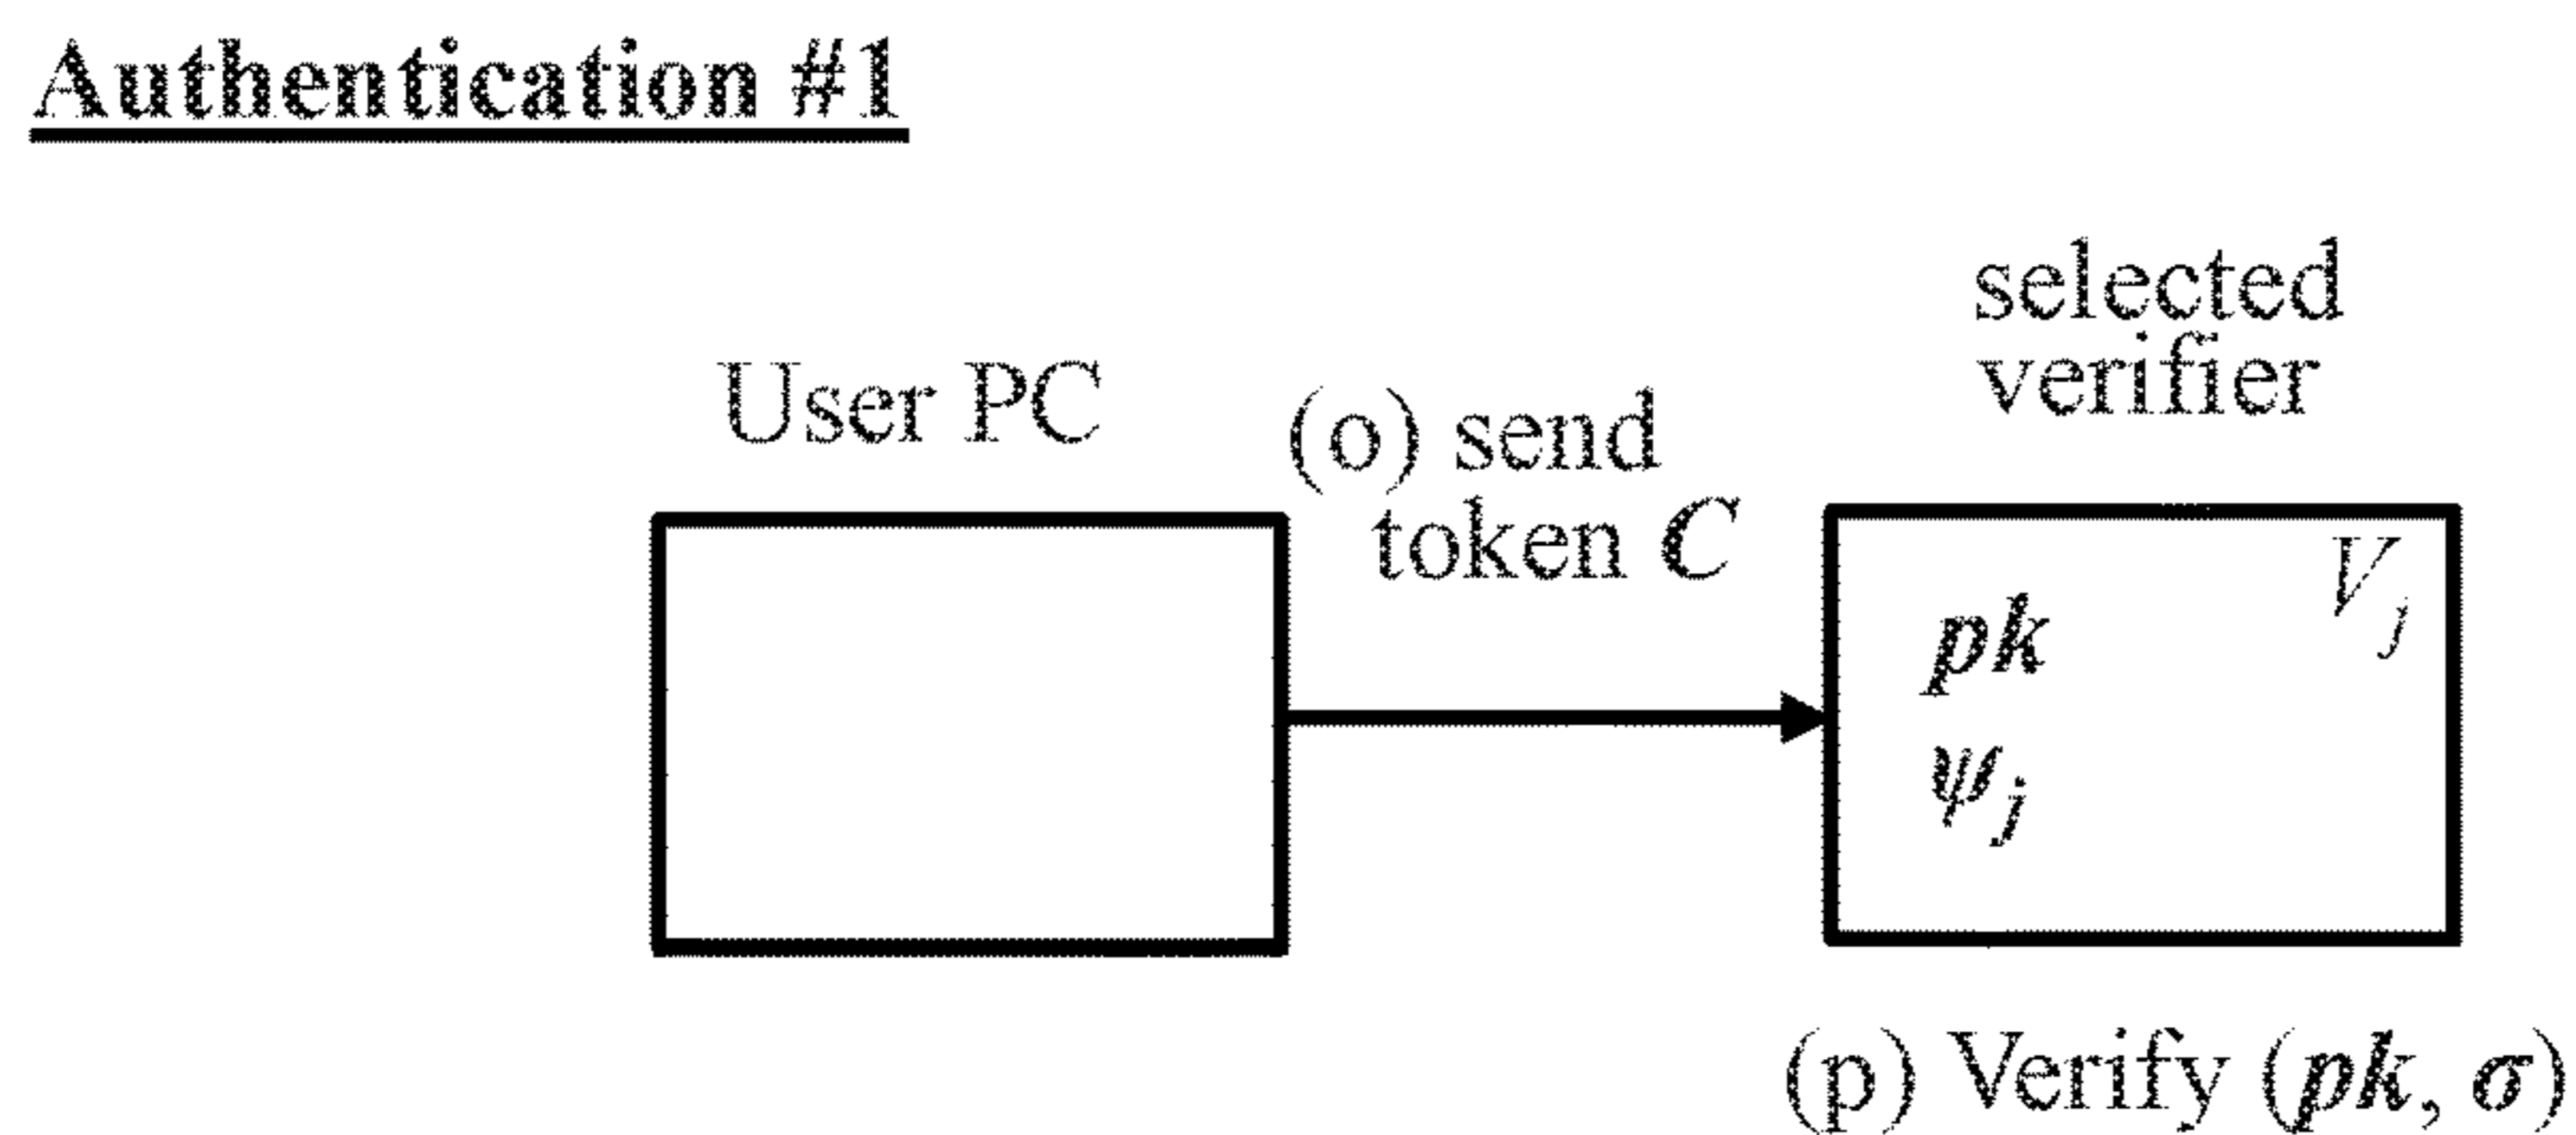 Authentication #1
User PC
(o) send
token C
selected
verifier
V_j
pk
ψ_j
(p) Verify (pk, σ)